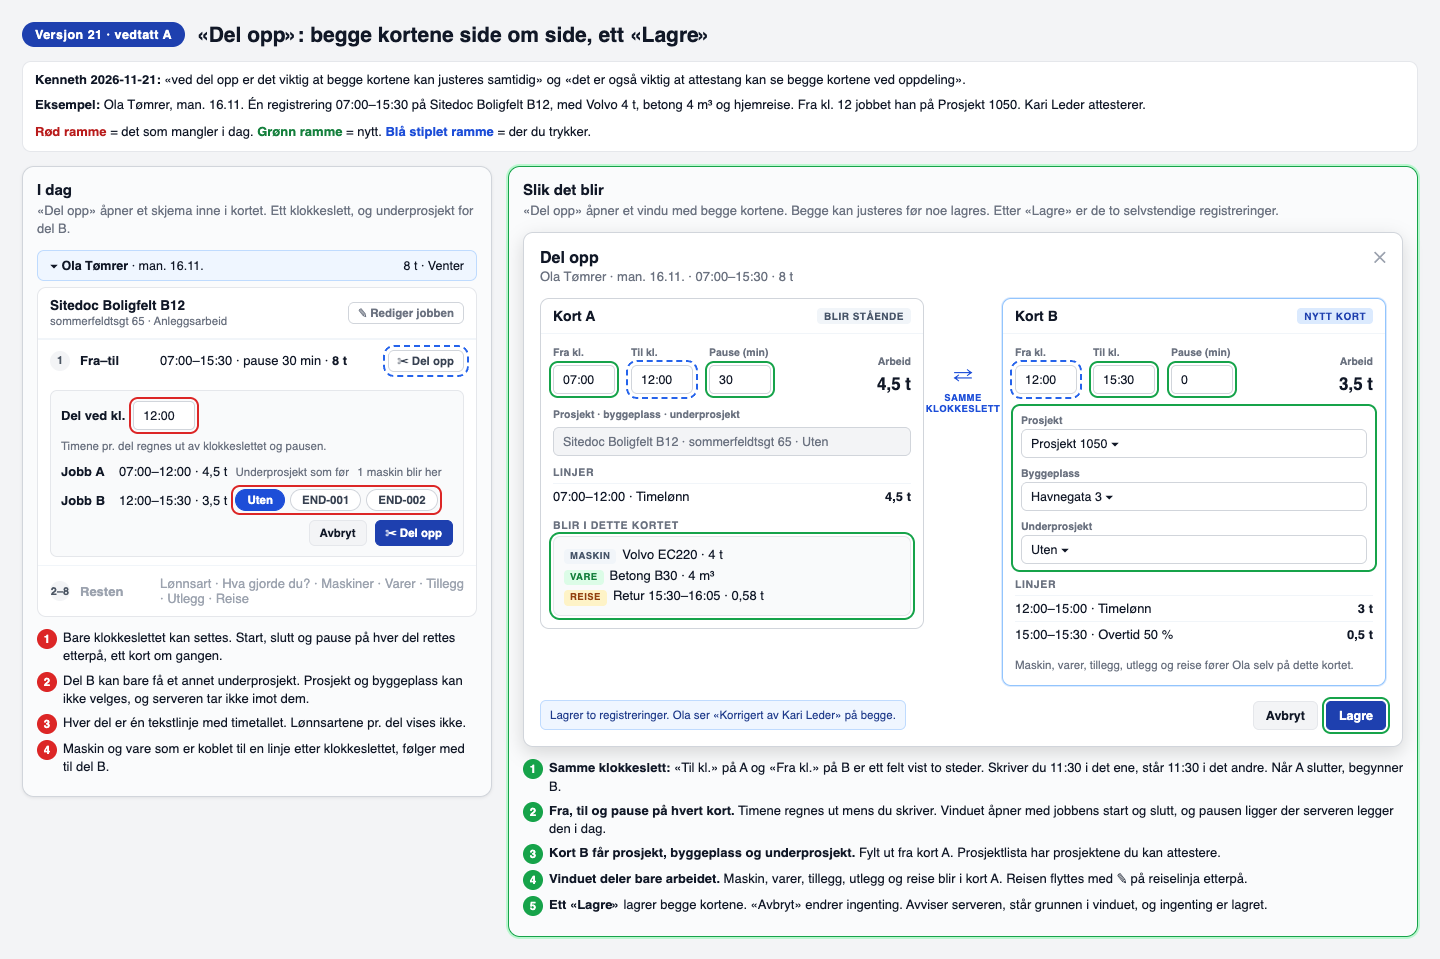 Versjon 21 · vedtatt A
«Del opp»: begge kortene side om side, ett «Lagre»
Kenneth 2026-11-21: «ved del opp er det viktig at begge kortene kan justeres samtidig» og «det er også viktig at attestang kan se begge kortene ved oppdeling».
Eksempel: Ola Tømrer, man. 16.11. Én registrering 07:00–15:30 på Sitedoc Boligfelt B12, med Volvo 4 t, betong 4 m³ og hjemreise. Fra kl. 12 jobbet han på Prosjekt 1050. Kari Leder attesterer.
Rød ramme = det som mangler i dag. Grønn ramme = nytt. Blå stiplet ramme = der du trykker.
I dag
«Del opp» åpner et skjema inne i kortet. Ett klokkeslett, og underprosjekt for
del B.
Ola Tømrer · man. 16.11.
8 t · Venter
Sitedoc Boligfelt B12
sommerfeldtsgt 65 · Anleggsarbeid
✎ Rediger jobben
1 Fra–til 07:00–15:30 · pause 30 min · 8 t ✂ Del opp
Del ved kl. 12:00
Timene pr. del regnes ut av klokkeslettet og pausen.
Jobb A 07:00–12:00 · 4,5 t Underprosjekt som før 1 maskin blir her
Jobb B 12:00–15:30 · 3,5 t Uten END-001 END-002
Avbryt ✂ Del opp
2–8 Resten Lønnsart · Hva gjorde du? · Maskiner · Varer · Tillegg
· Utlegg · Reise
1 Bare klokkeslettet kan settes. Start, slutt og pause på hver del rettes
etterpå, ett kort om gangen.
2 Del B kan bare få et annet underprosjekt. Prosjekt og byggeplass kan
ikke velges, og serveren tar ikke imot dem.
3 Hver del er én tekstlinje med timetallet. Lønnsartene pr. del vises ikke.
4 Maskin og vare som er koblet til en linje etter klokkeslettet, følger med
til del B.
Slik det blir
«Del opp» åpner et vindu med begge kortene. Begge kan justeres før noe lagres. Etter «Lagre» er de to selvstendige registreringer.
Del opp
Ola Tømrer · man. 16.11. · 07:00–15:30 · 8 t
Kort A
BLIR STÅENDE
Fra kl. Til kl. Pause (min) Arbeid
07:00 12:00 30 4,5 t
Prosjekt · byggeplass · underprosjekt
Sitedoc Boligfelt B12 · sommerfeldtsgt 65 · Uten
LINJER
07:00–12:00 · Timelønn 4,5 t
BLIR I DETTE KORTET
MASKIN Volvo EC220 · 4 t
VARE Betong B30 · 4 m³
REISE Retur 15:30–16:05 · 0,58 t
⇄
SAMME
KLOKKESLETT
Kort B
NYTT KORT
Fra kl. Til kl. Pause (min) Arbeid
12:00 15:30 0 3,5 t
Prosjekt
Prosjekt 1050
Byggeplass
Havnegata 3
Underprosjekt
Uten
LINJER
12:00–15:00 · Timelønn 3 t
15:00–15:30 · Overtid 50 % 0,5 t
Maskin, varer, tillegg, utlegg og reise fører Ola selv på dette kortet.
Lagrer to registreringer. Ola ser «Korrigert av Kari Leder» på begge.
Avbryt Lagre
1 Samme klokkeslett: «Til kl.» på A og «Fra kl.» på B er ett felt vist to steder. Skriver du 11:30 i det ene, står 11:30 i det andre. Når A slutter, begynner
B.
2 Fra, til og pause på hvert kort. Timene regnes ut mens du skriver. Vinduet åpner med jobbens start og slutt, og pausen ligger der serveren legger
den i dag.
3 Kort B får prosjekt, byggeplass og underprosjekt. Fylt ut fra kort A. Prosjektlista har prosjektene du kan attestere.
4 Vinduet deler bare arbeidet. Maskin, varer, tillegg, utlegg og reise blir i kort A. Reisen flyttes med ✎ på reiselinja etterpå.
5 Ett «Lagre» lagrer begge kortene. «Avbryt» endrer ingenting. Avviser serveren, står grunnen i vinduet, og ingenting er lagret.